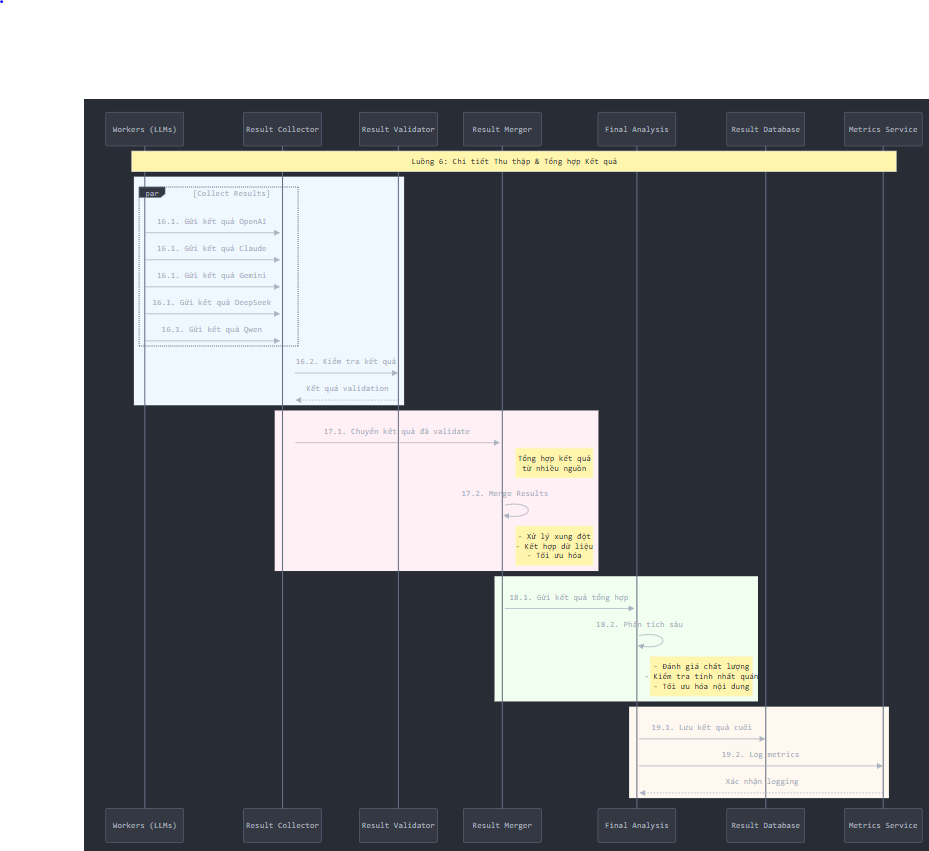 Workers (LLMs)
Result Collector
Result Validator
Result Merger
Final Analysis
Result Database
Metrics Service
Luồng 6: Chi tiết Thu thập & Tổng hợp Kết quả
par
[Collect Results]
16.1. Gửi kết quả OpenAI
16.1. Gửi kết quả Claude
16.1. Gửi kết quả Gemini
16.1. Gửi kết quả DeepSeek
16.1. Gửi kết quả Qwen
16.2. Kiểm tra kết quả
Kết quả validation
17.1. Chuyển kết quả đã validate
Tổng hợp kết quả
từ nhiều nguồn
17.2. Merge Results
- Xử lý xung đột
- Kết hợp dữ liệu
- Tối ưu hóa
18.1. Gửi kết quả tổng hợp
18.2. Phân tích sâu
- Đánh giá chất lượng
- Kiểm tra tính nhất quán
- Tối ưu hóa nội dung
19.1. Lưu kết quả cuối
19.2. Log metrics
Xác nhận logging
Workers (LLMs)
Result Collector
Result Validator
Result Merger
Final Analysis
Result Database
Metrics Service